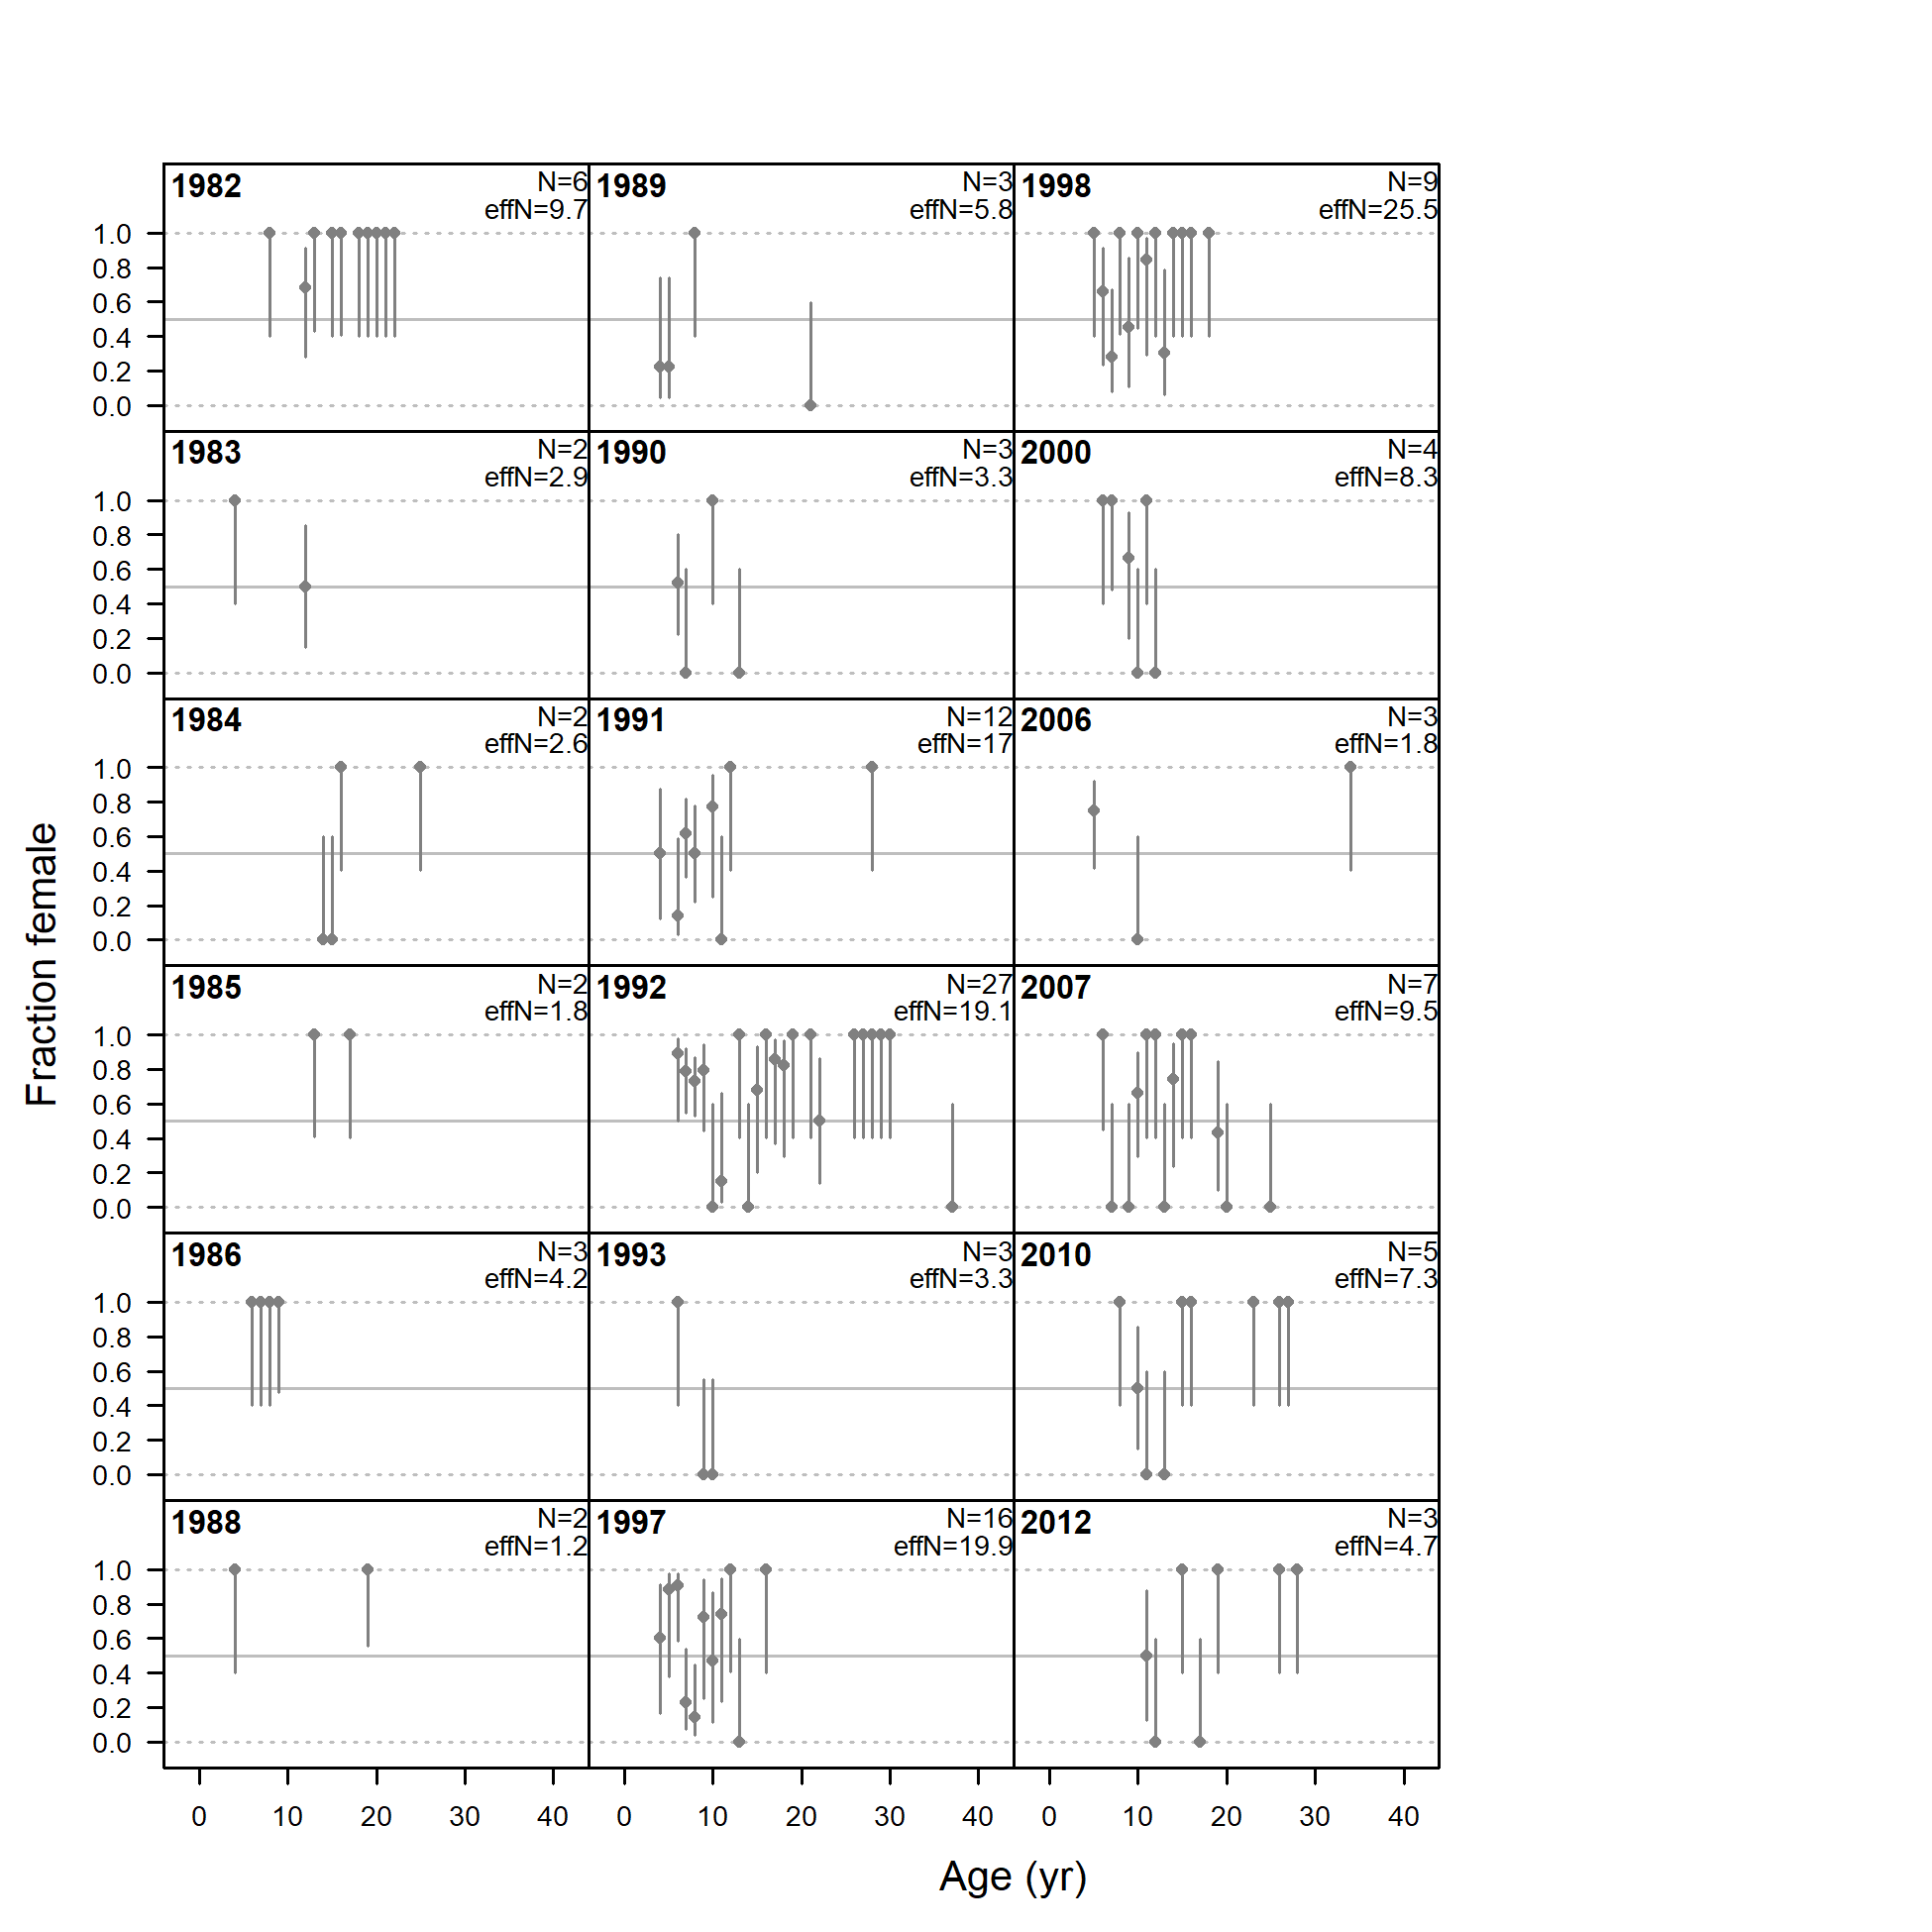 1982
N=6
effN=9.7
1989
N=3
effN=5.8
1998
N=9
effN=25.5
1.0
0.8
0.6
0.4
0.2
0.0
1983
N=2
effN=2.9
1990
N=3
effN=3.3
2000
N=4
effN=8.3
1.0
0.8
0.6
0.4
0.2
0.0
1984
N=2
effN=2.6
1991
N=12
effN=17
2006
N=3
effN=1.8
1.0
0.8
0.6
0.4
0.2
0.0
1985
N=2
effN=1.8
1992
N=27
effN=19.1
2007
N=7
effN=9.5
1.0
0.8
0.6
0.4
0.2
0.0
1986
N=3
effN=4.2
1993
N=3
effN=3.3
2010
N=5
effN=7.3
1.0
0.8
0.6
0.4
0.2
0.0
1988
N=2
effN=1.2
1997
N=16
effN=19.9
2012
N=3
effN=4.7
1.0
0.8
0.6
0.4
0.2
0.0
0 10 20 30 40 0 10 20 30 40 0 10 20 30 40
Age (yr)
Fraction female